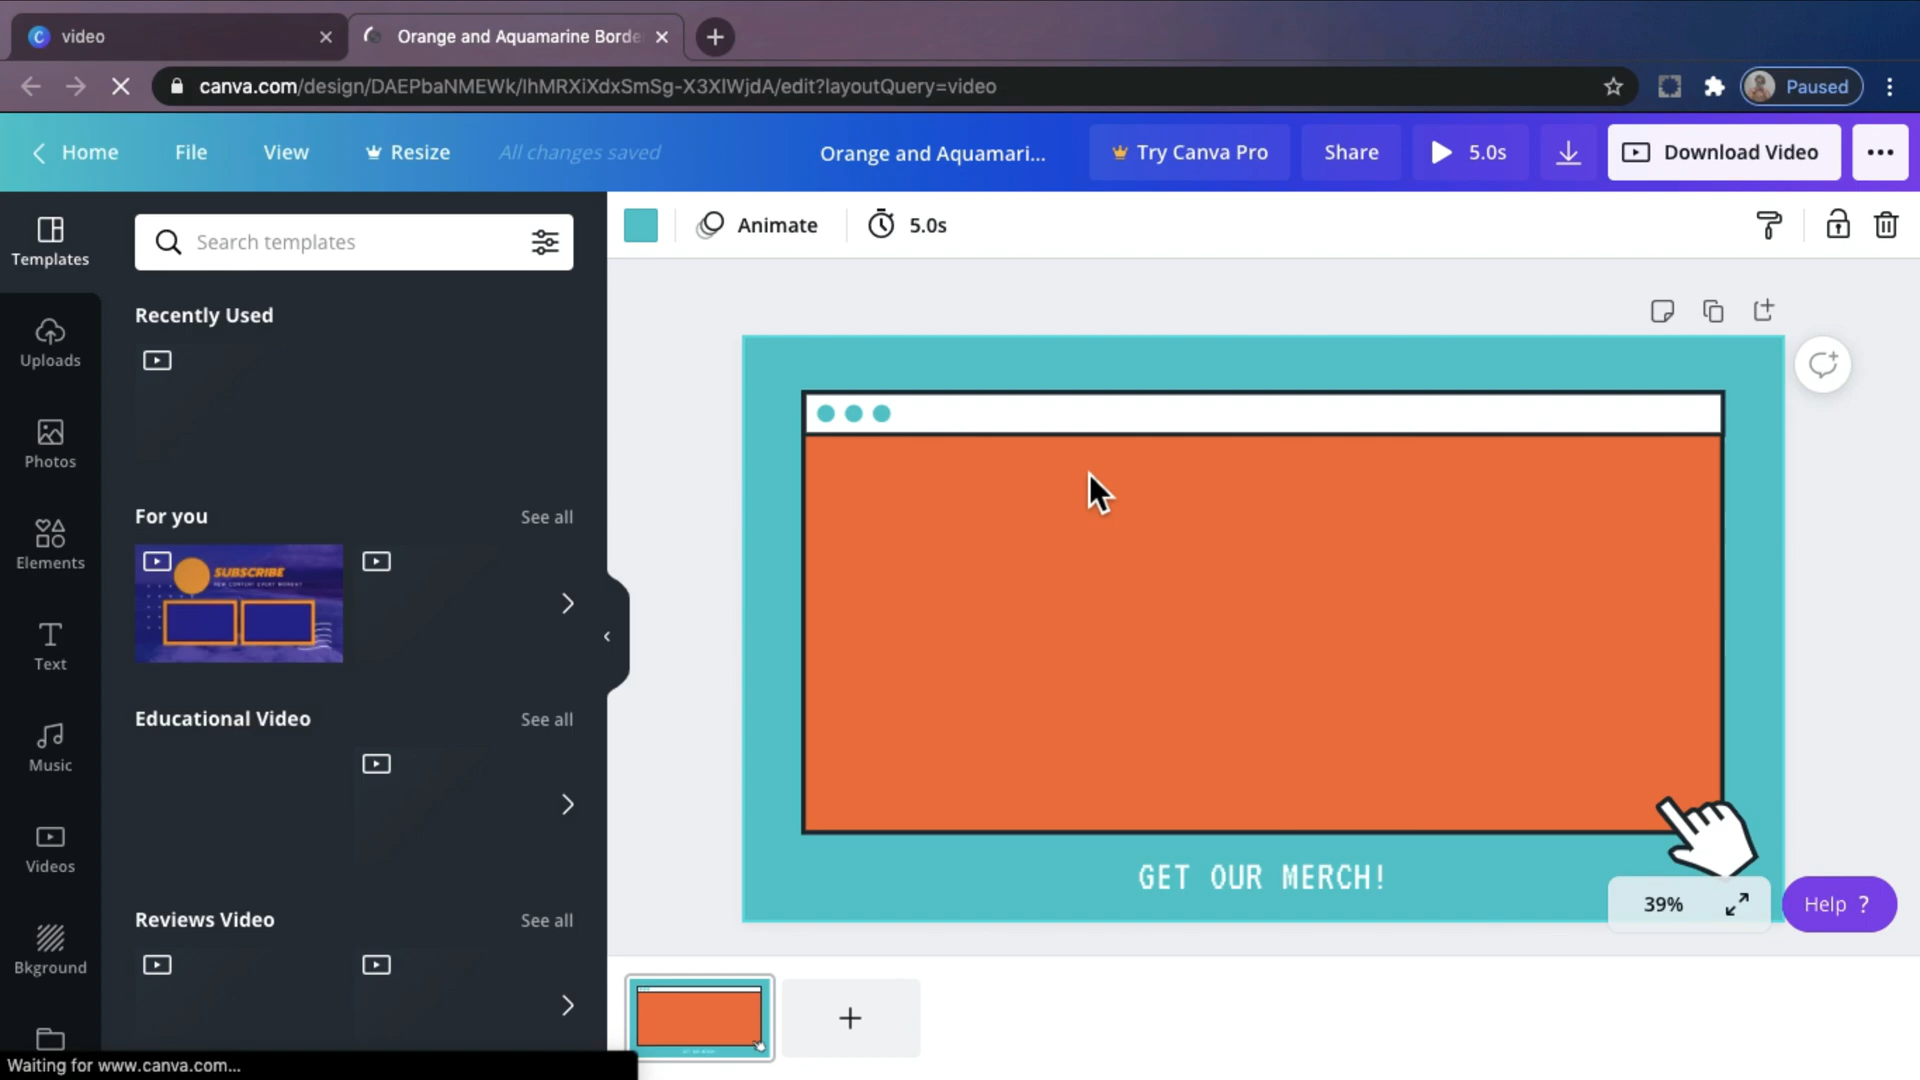 video
Orange and Aquamarine Borde
canva.com/design/DAEPbaNMEWk/lhMRXiXdxSmSg-X3XlWjdA/edit?layoutQuery=video
Paused
Home
File
View
Resize
All changes saved
Orange and Aquamari...
Try Canva Pro
Share
5.0s
Download Video
Templates
Search templates
Animate
5.0s
Recently Used
Uploads
Photos
For you
See all
SUBSCRIBE
Elements
Text
Educational Video
See all
Music
Videos
Reviews Video
See all
Bkground
GET OUR MERCH!
39%
Help ?
Waiting for www.canva.com...